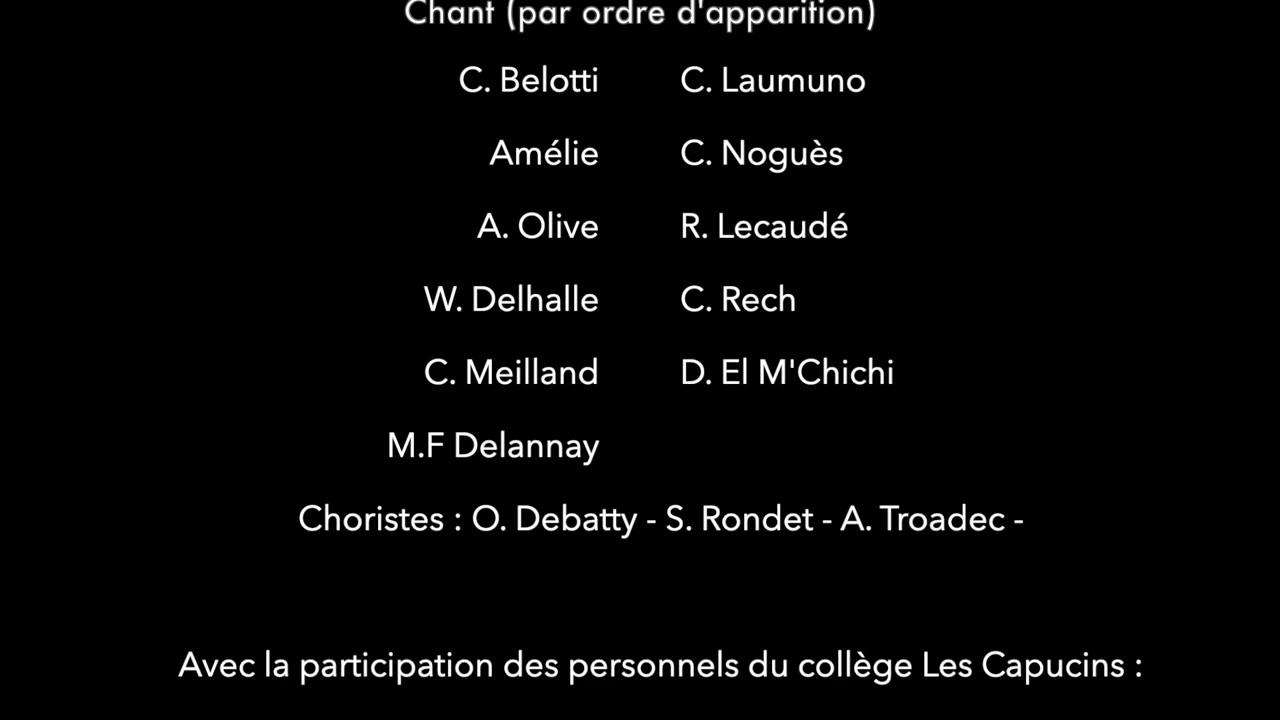 Chant (par ordre d'apparition)
C. Belotti C. Laumuno
Amélie C. Noguès
A. Olive R. Lecaudé
W. Delhalle C. Rech
C. Meilland D. El M'Chichi
M.F Delannay
Choristes : O. Debatty - S. Rondet - A. Troadec -
Avec la participation des personnels du collège Les Capucins :